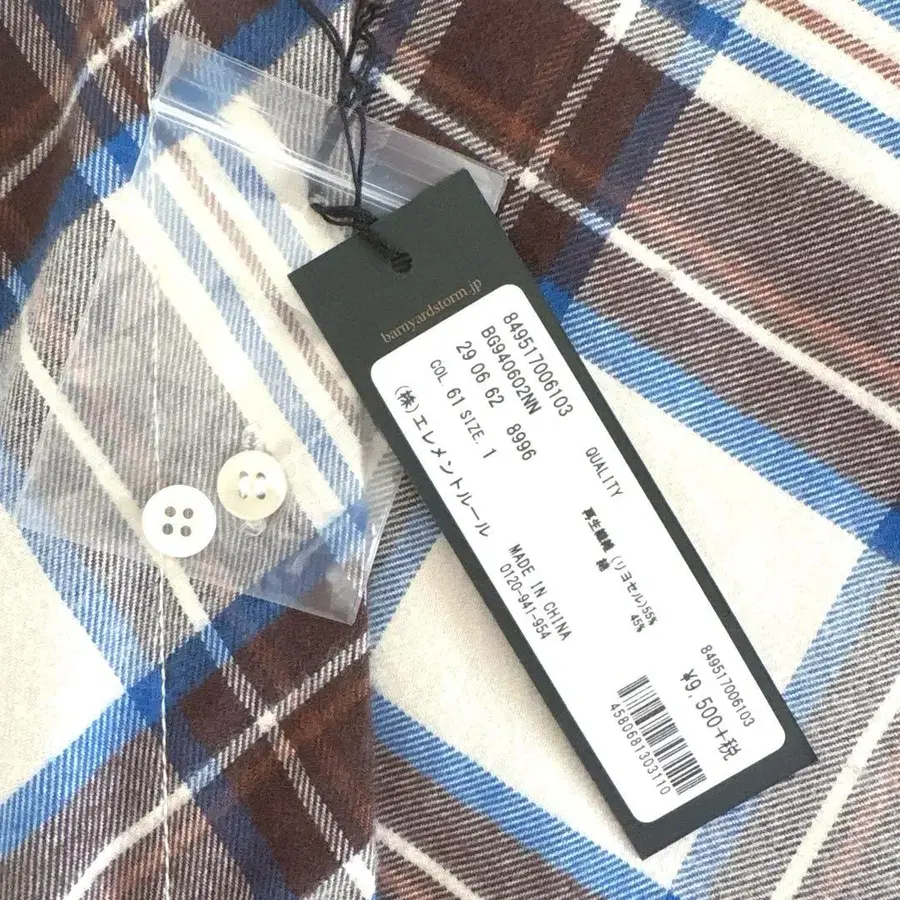 barnyardstorm.jp
849517006103
BG940602NN
29 06 62 8996
COL. 61 SIZE. 1
(株)エレメントルール
QUALITY
再生繊維 (リヨセル)55%
綿 45%
MADE IN CHINA
0120-941-954
849517006103
¥9,500+税
4580681303110